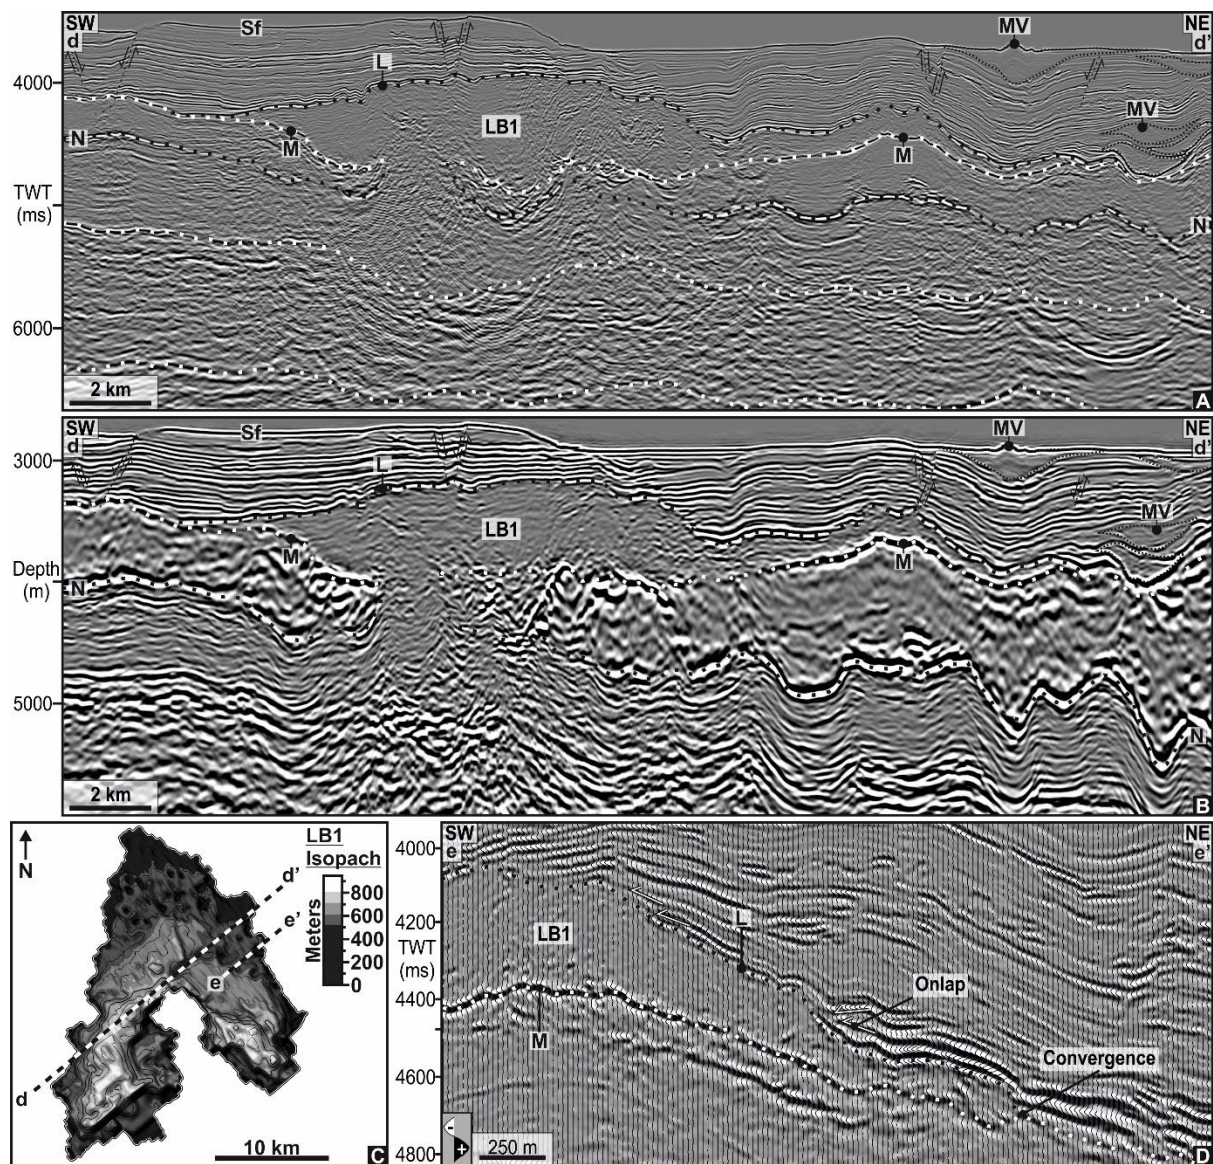 SW
d
Sf
MV
NE
d'
L
4000
LB1
MV
N
M
M
TWT
(ms)
N
6000
2 km
A
SW
d
Sf
MV
NE
d'
3000
L
LB1
MV
M
M
Depth
(m)
N
N
5000
2 km
B
N
LB1
Isopach
d'
e'
Meters
800
600
400
200
0
e
d
10 km
C
SW
e
NE
e'
4000
4200
TWT
(ms)
4400
4600
4800
L
LB1
M
Onlap
Convergence
-
+
250 m
D